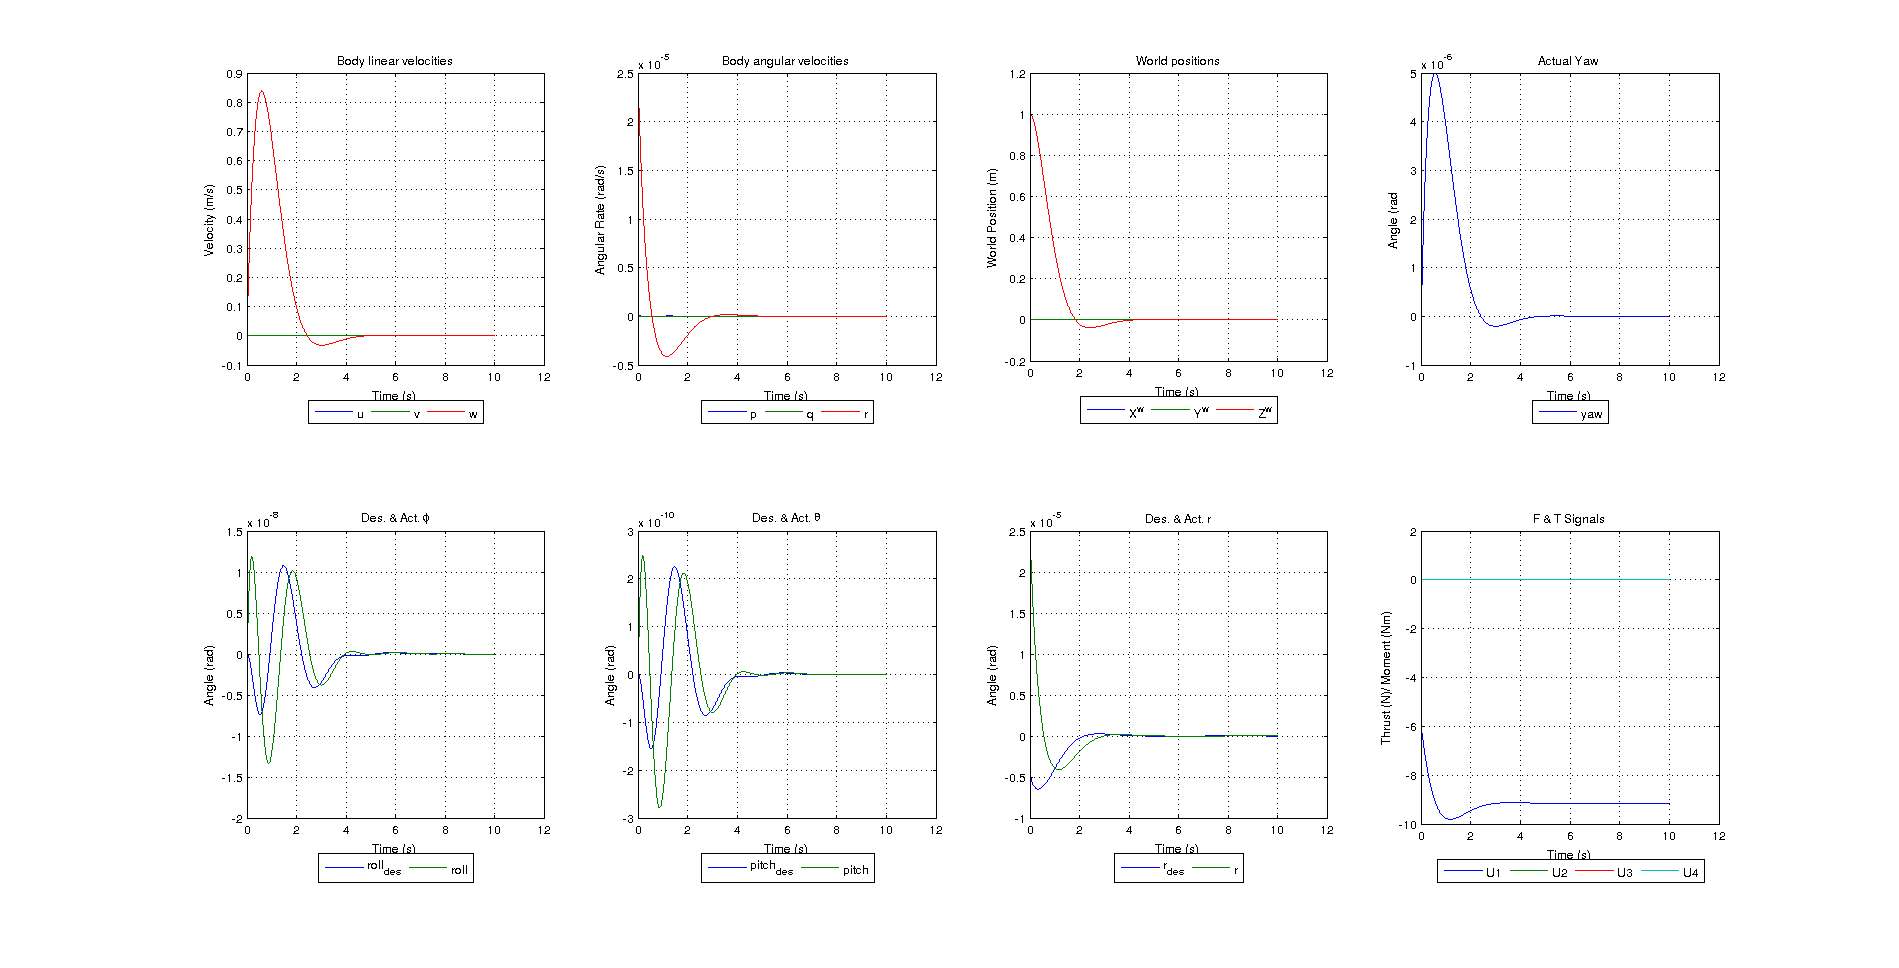 Body linear velocities
0.9
0.8
0.7
0.6
0.5
0.4
0.3
0.2
0.1
0
-0.1
Velocity (m/s)
0 2 4 6 8 10 12
Time (s)
u v w
Body angular velocities
x 10-5
2.5
2
1.5
1
0.5
0
-0.5
Angular Rate (rad/s)
0 2 4 6 8 10 12
Time (s)
p q r
World positions
1.2
1
0.8
0.6
0.4
0.2
0
-0.2
World Position (m)
0 2 4 6 8 10 12
Time (s)
Xw Yw Zw
Actual Yaw
x 10-6
5
4
3
2
1
0
-1
Angle (rad
0 2 4 6 8 10 12
Time (s)
yaw
Des. & Act. ϕ
x 10-8
1.5
1
0.5
0
-0.5
-1
-1.5
-2
Angle (rad)
0 2 4 6 8 10 12
Time (s)
rolldes roll
Des. & Act. θ
x 10-10
3
2
1
0
-1
-2
-3
Angle (rad)
0 2 4 6 8 10 12
Time (s)
pitchdes pitch
Des. & Act. r
x 10-5
2.5
2
1.5
1
0.5
0
-0.5
-1
Angle (rad)
0 2 4 6 8 10 12
Time (s)
rdes r
F & T Signals
2
0
-2
-4
-6
-8
-10
Thrust (N)/ Moment (Nm)
0 2 4 6 8 10 12
Time (s)
U1 U2 U3 U4